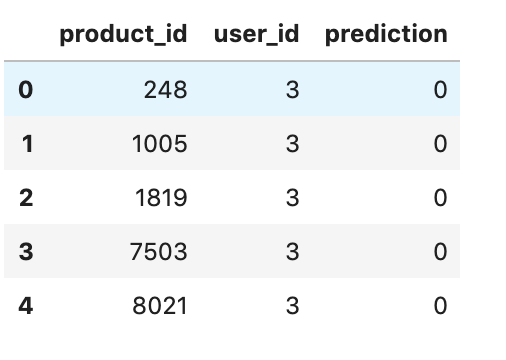 product_id user_id prediction
0 248 3 0
1 1005 3 0
2 1819 3 0
3 7503 3 0
4 8021 3 0